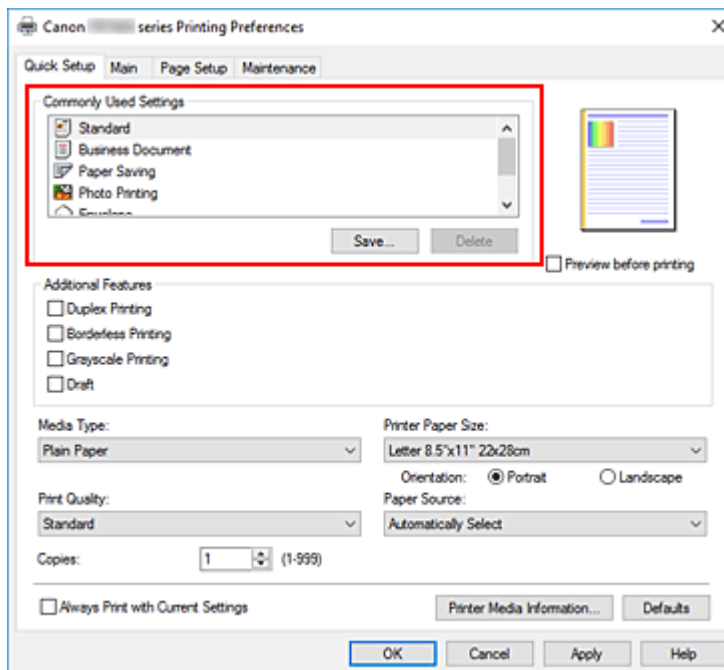 Canon series Printing Preferences
Quick Setup Main Page Setup Maintenance
Commonly Used Settings
Standard
Business Document
Paper Saving
Photo Printing
Envelope
Save... Delete
Preview before printing
Additional Features
Duplex Printing
Borderless Printing
Grayscale Printing
Draft
Media Type: Printer Paper Size:
Plain Paper Letter 8.5"x11" 22x28cm
Orientation: Portrait Landscape
Print Quality: Paper Source:
Standard Automatically Select
Copies: 1 (1-999)
Always Print with Current Settings Printer Media Information... Defaults
OK Cancel Apply Help